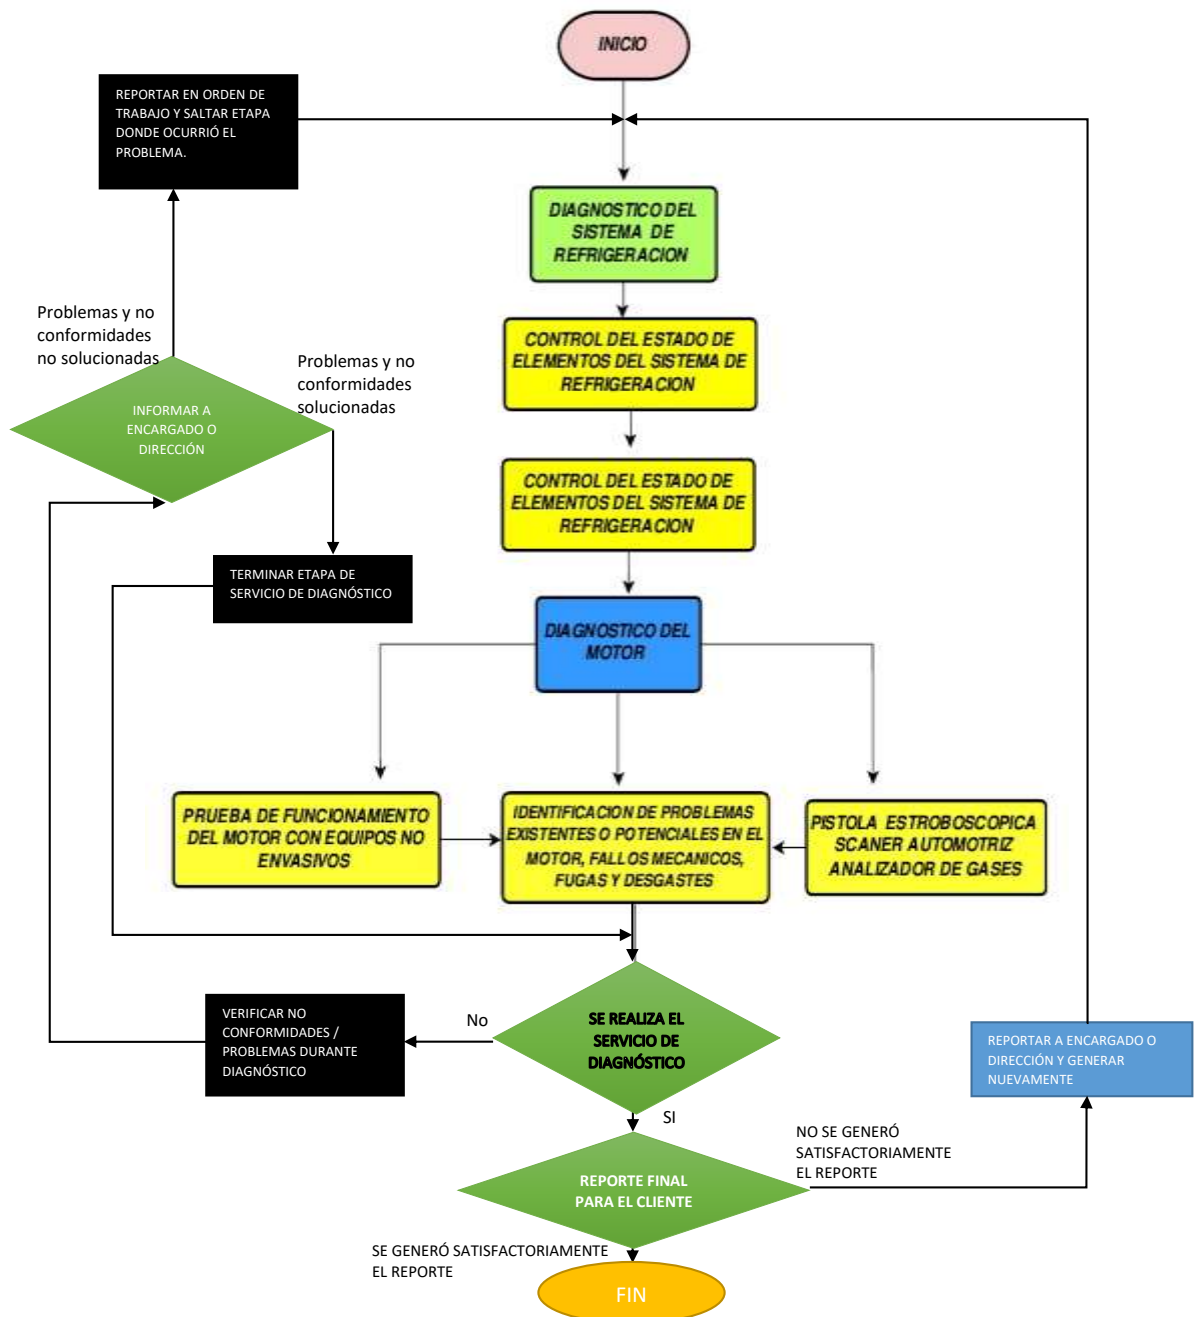 INICIO
REPORTAR EN ORDEN DE
TRABAJO Y SALTAR ETAPA
DONDE OCURRIÓ EL
PROBLEMA.
DIAGNOSTICO DEL
SISTEMA DE
REFRIGERACION
Problemas y no
conformidades
no solucionadas
Problemas y no
conformidades
solucionadas
CONTROL DEL ESTADO DE
ELEMENTOS DEL SISTEMA DE
REFRIGERACION
INFORMAR A
ENCARGADO O
DIRECCIÓN
CONTROL DEL ESTADO DE
ELEMENTOS DEL SISTEMA DE
REFRIGERACION
TERMINAR ETAPA DE
SERVICIO DE DIAGNÓSTICO
DIAGNOSTICO DEL
MOTOR
PRUEBA DE FUNCIONAMIENTO
DEL MOTOR CON EQUIPOS NO
ENVASIVOS
IDENTIFICACION DE PROBLEMAS
EXISTENTES O POTENCIALES EN EL
MOTOR, FALLOS MECANICOS,
FUGAS Y DESGASTES
PISTOLA ESTROBOSCOPICA
SCANER AUTOMOTRIZ
ANALIZADOR DE GASES
VERIFICAR NO
CONFORMIDADES /
PROBLEMAS DURANTE
DIAGNÓSTICO
No
SE REALIZA EL
SERVICIO DE
DIAGNÓSTICO
REPORTAR A ENCARGADO O
DIRECCIÓN Y GENERAR
NUEVAMENTE
SI
NO SE GENERÓ
SATISFACTORIAMENTE
EL REPORTE
REPORTE FINAL
PARA EL CLIENTE
SE GENERÓ SATISFACTORIAMENTE
EL REPORTE
FIN